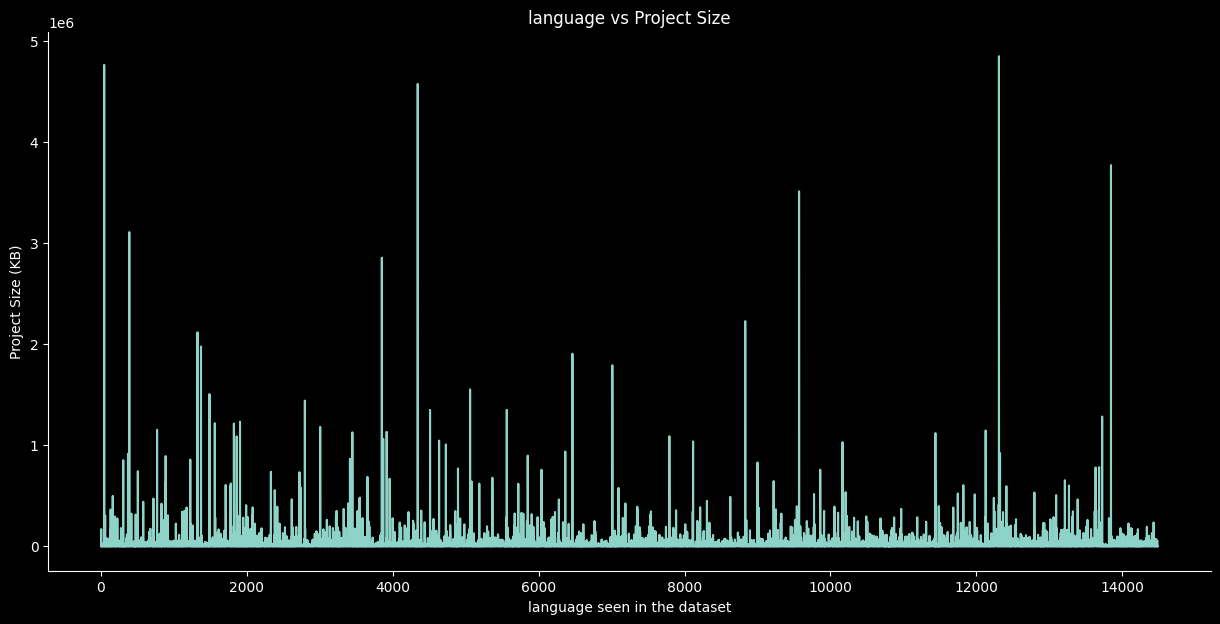 language vs Project Size
1e6
5
4
3
2
1
0
Project Size (KB)
0 2000 4000 6000 8000 10000 12000 14000
language seen in the dataset